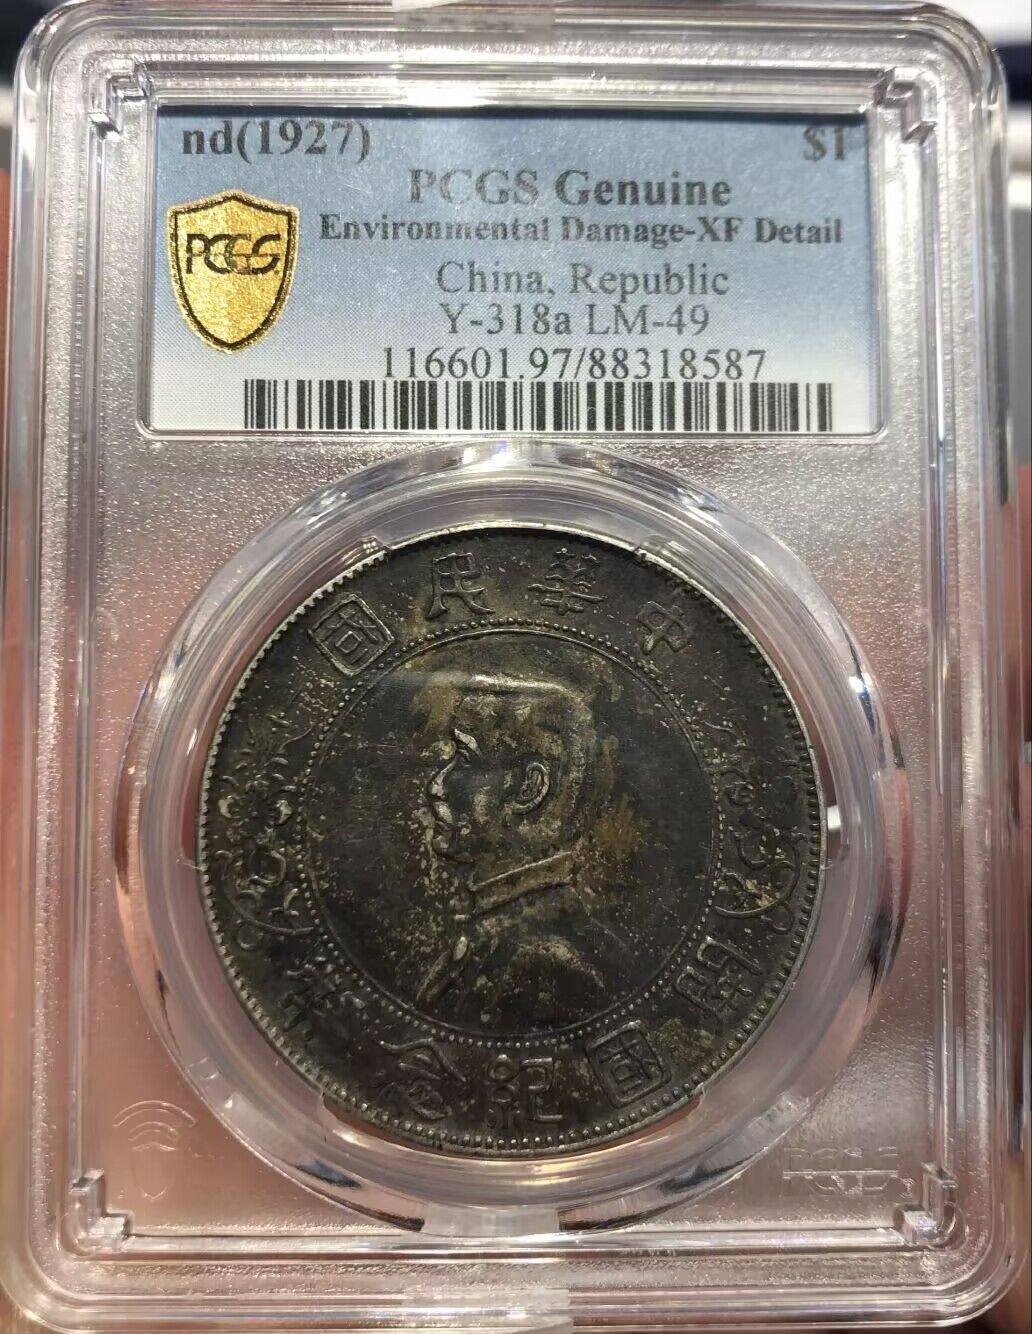 nd(1927) $1
PCGS Genuine
PCGS
Environmental Damage-XF Detail
China, Republic
Y-318a LM-49
116601.97/88318587
中華民國
開國紀念幣
PCGS